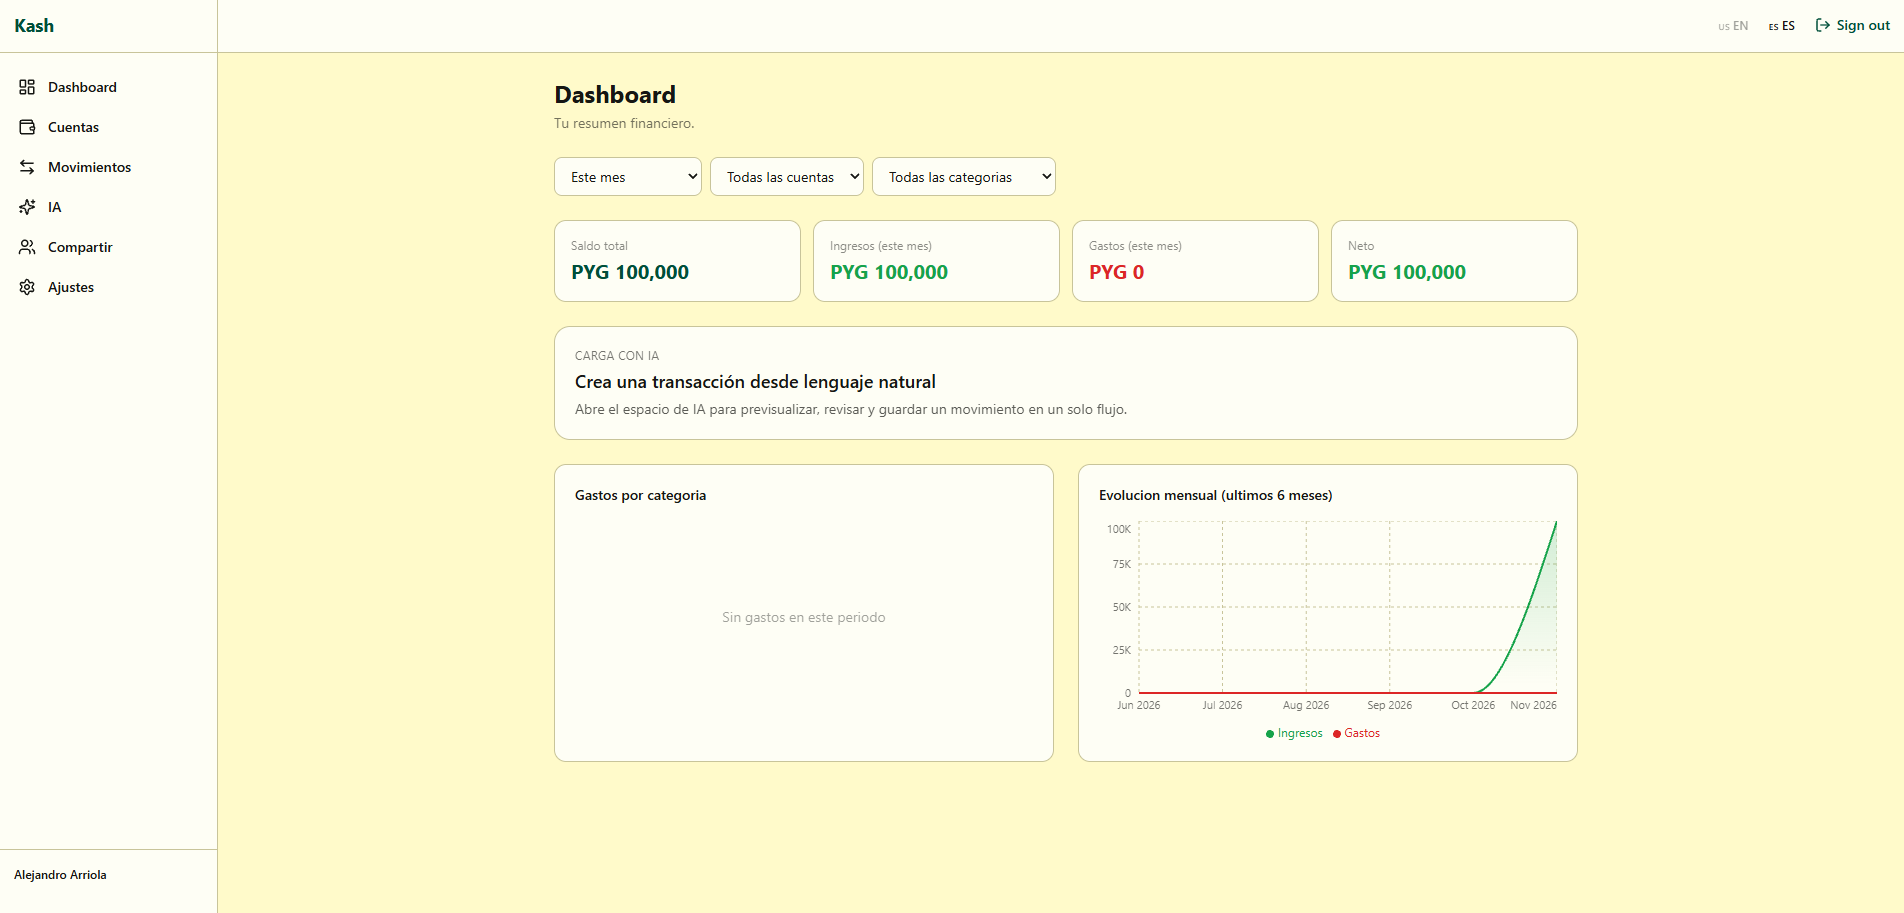 Kash
us EN
ES ES
Sign out
Dashboard
Cuentas
Movimientos
IA
Compartir
Ajustes
Alejandro Arriola
Dashboard
Tu resumen financiero.
Este mes
Todas las cuentas
Todas las categorias
Saldo total
PYG 100,000
Ingresos (este mes)
PYG 100,000
Gastos (este mes)
PYG 0
Neto
PYG 100,000
CARGA CON IA
Crea una transacción desde lenguaje natural
Abre el espacio de IA para previsualizar, revisar y guardar un movimiento en un solo flujo.
Gastos por categoria
Sin gastos en este periodo
Evolucion mensual (ultimos 6 meses)
100K
75K
50K
25K
0
Jun 2026 Jul 2026 Aug 2026 Sep 2026 Oct 2026 Nov 2026
Ingresos Gastos